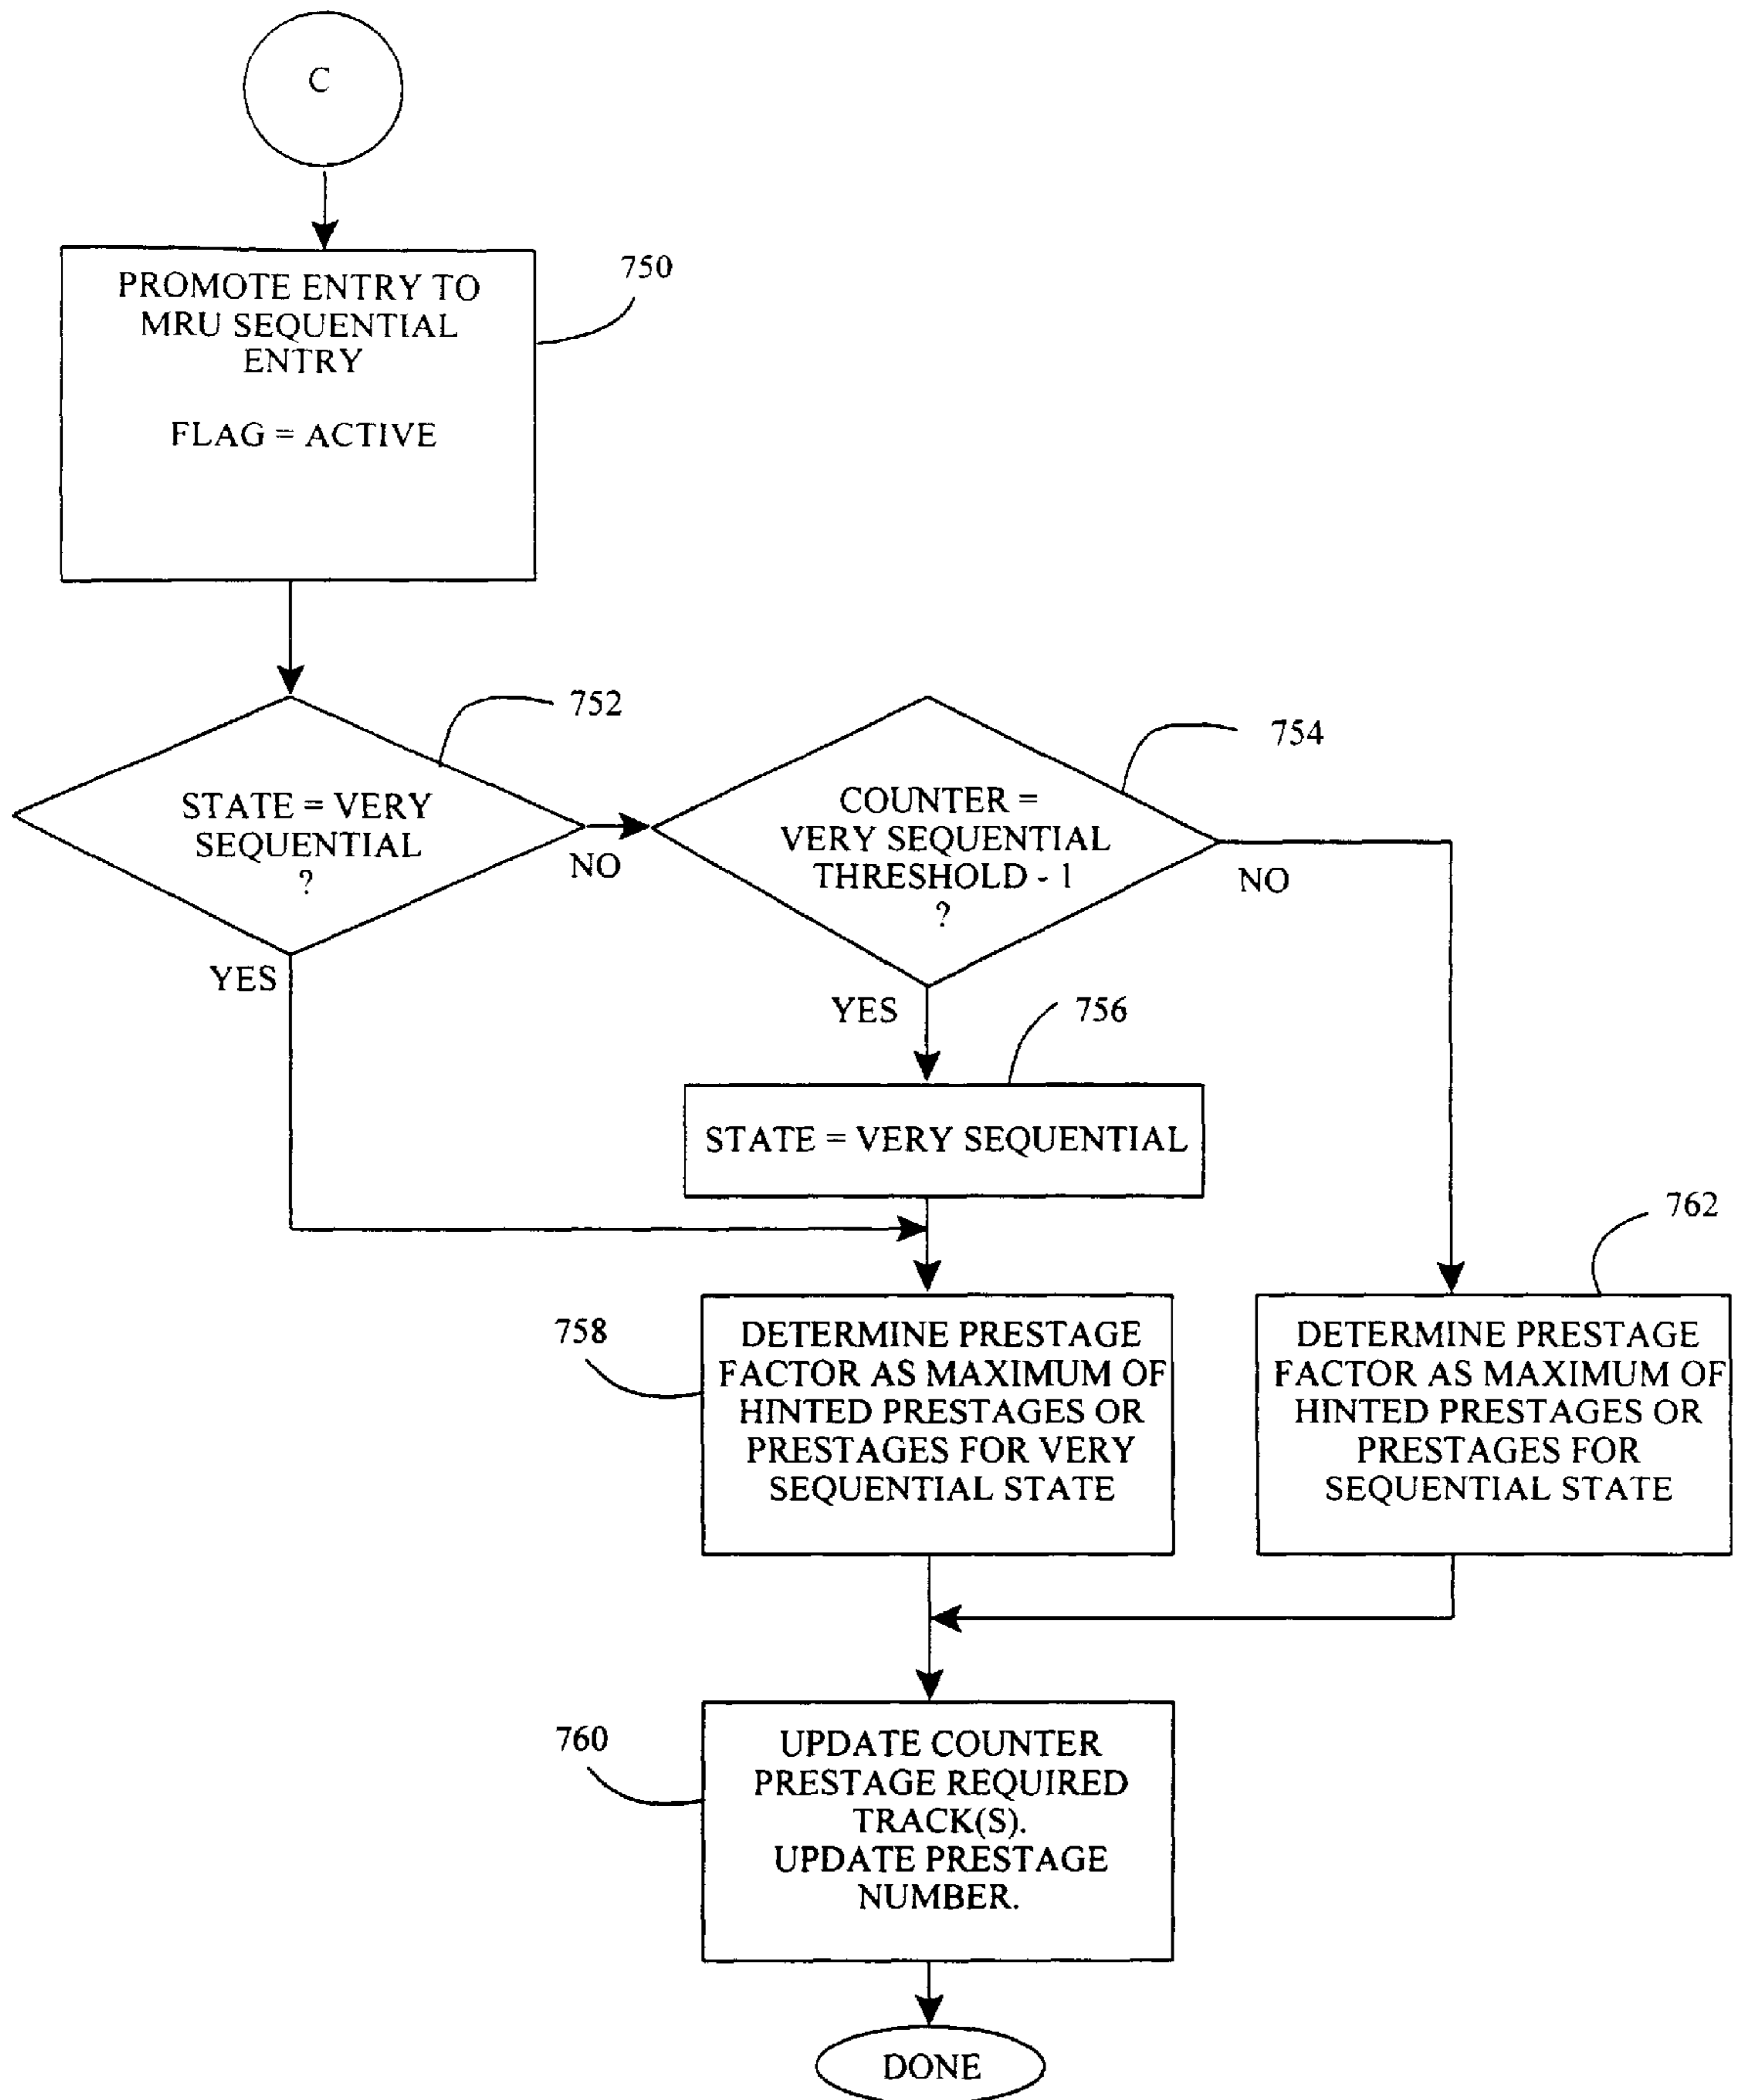 C
PROMOTE ENTRY TO
MRU SEQUENTIAL
ENTRY
FLAG = ACTIVE
750
752
STATE = VERY
SEQUENTIAL
?
NO
YES
754
COUNTER =
VERY SEQUENTIAL
THRESHOLD - 1
?
NO
YES
756
STATE = VERY SEQUENTIAL
762
758
DETERMINE PRESTAGE
FACTOR AS MAXIMUM OF
HINTED PRESTAGES OR
PRESTAGES FOR VERY
SEQUENTIAL STATE
DETERMINE PRESTAGE
FACTOR AS MAXIMUM OF
HINTED PRESTAGES OR
PRESTAGES FOR
SEQUENTIAL STATE
760
UPDATE COUNTER
PRESTAGE REQUIRED
TRACK(S).
UPDATE PRESTAGE
NUMBER.
DONE